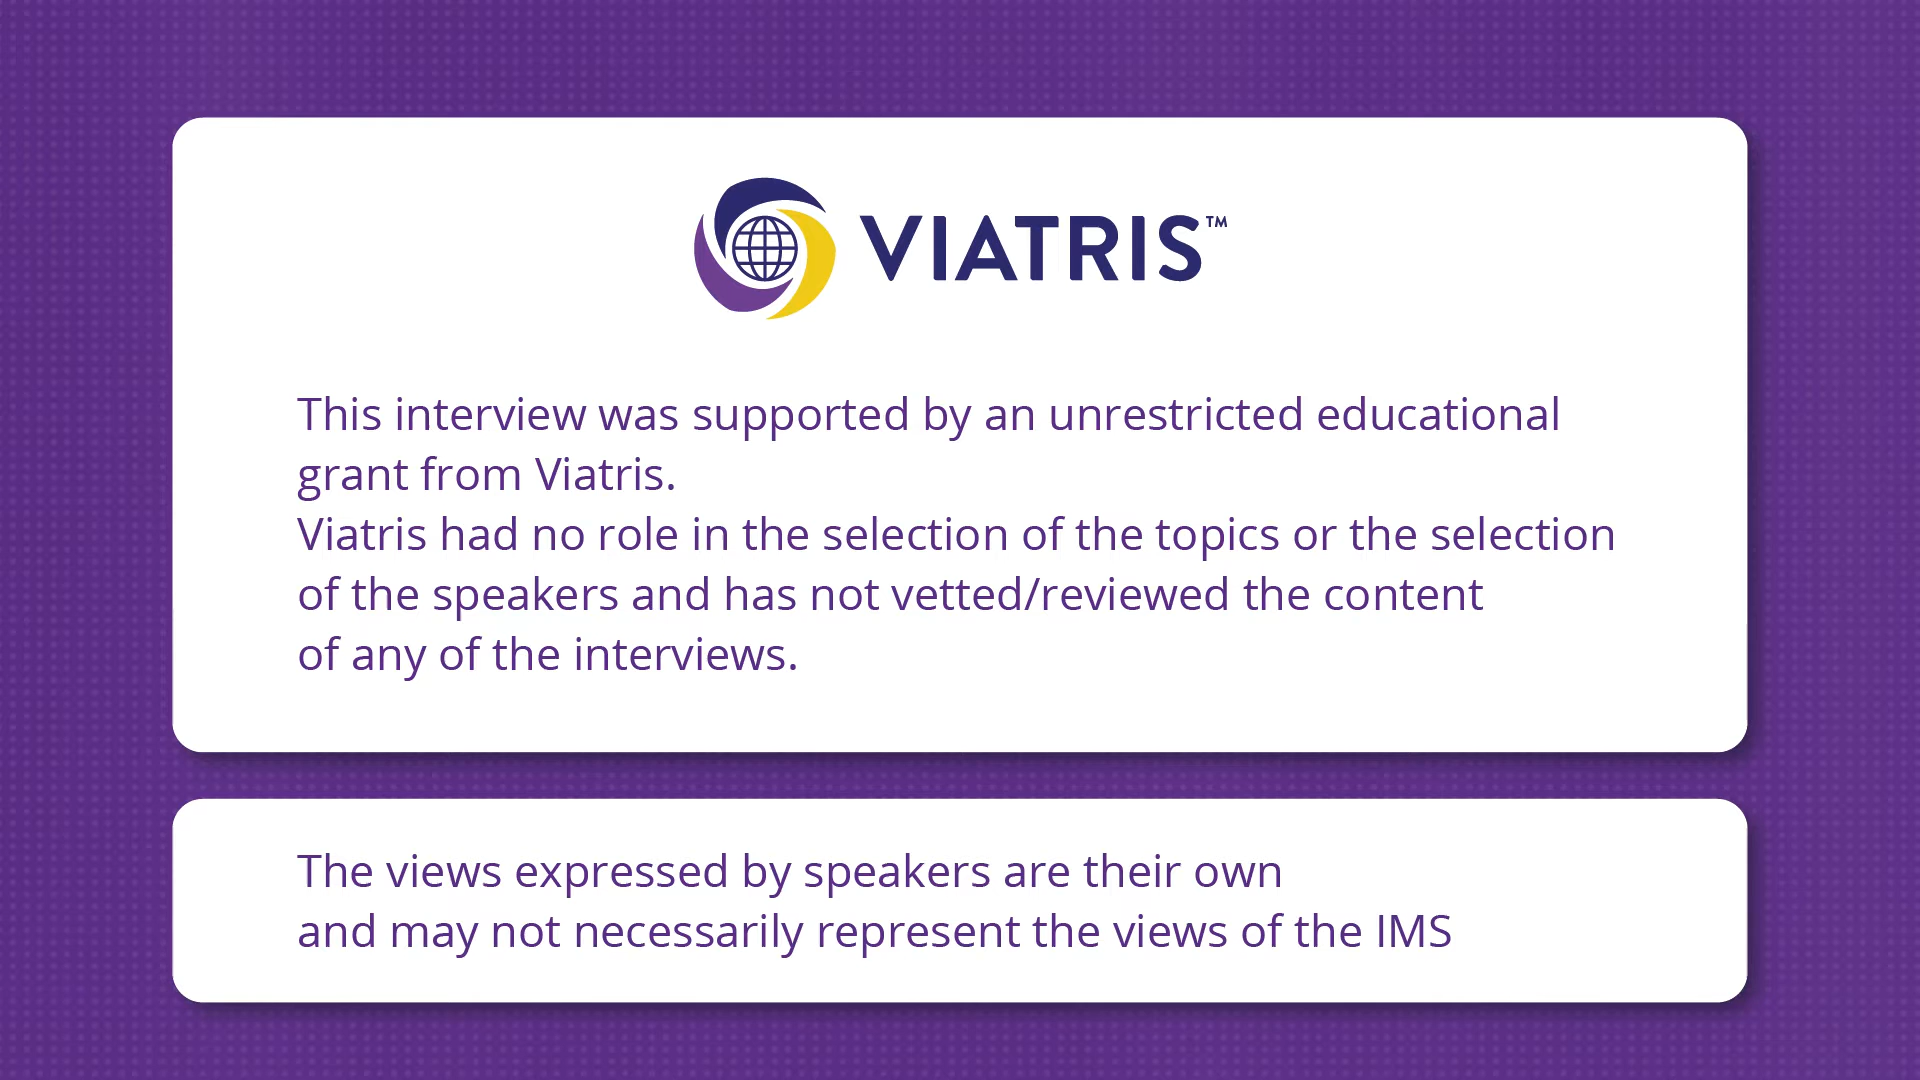 VIATRIS™
This interview was supported by an unrestricted educational
grant from Viatris.
Viatris had no role in the selection of the topics or the selection
of the speakers and has not vetted/reviewed the content
of any of the interviews.
The views expressed by speakers are their own
and may not necessarily represent the views of the IMS